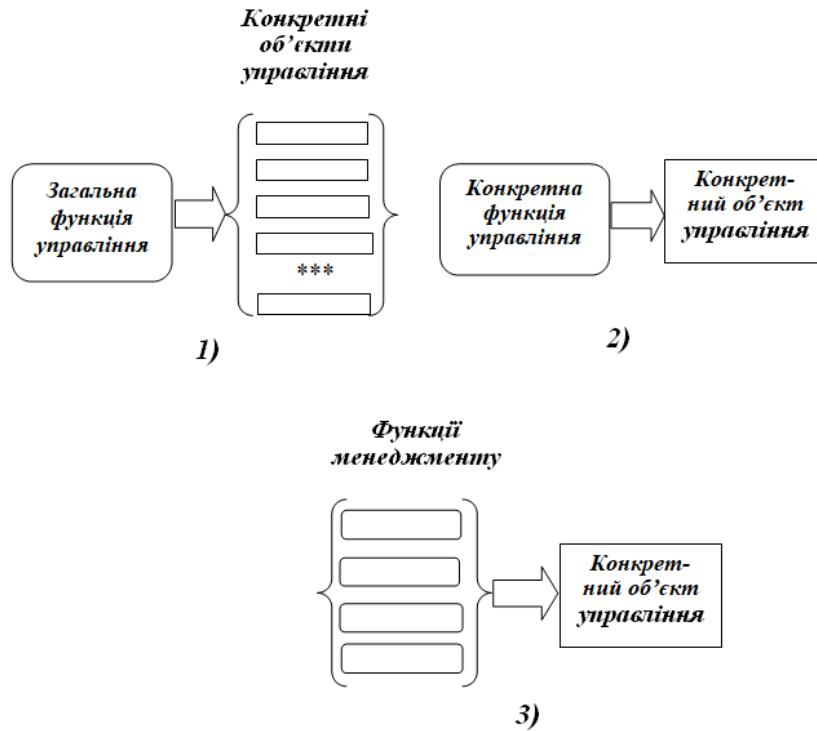 Конкретні
об’єкти
управління
Загальна
функція
управління
***
1)
Конкретна
функція
управління
Конкрет-
ний об’єкт
управління
2)
Функції
менеджменту
Конкрет-
ний об’єкт
управління
3)